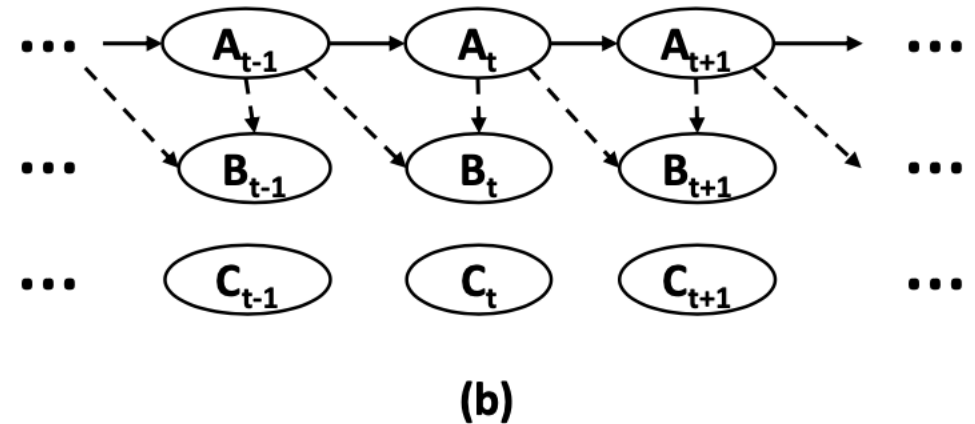 ... A_{t-1} A_t A_{t+1} ...
... B_{t-1} B_t B_{t+1} ...
... C_{t-1} C_t C_{t+1} ...
(b)